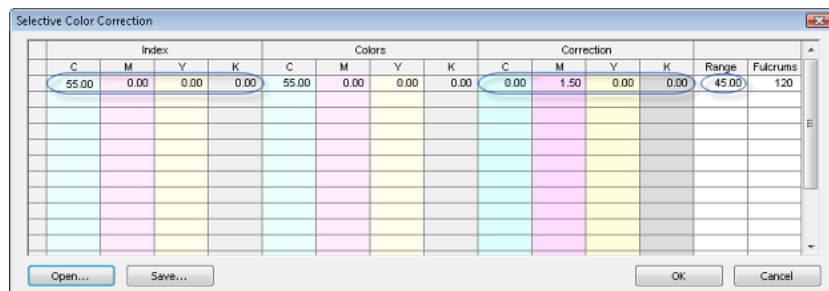 Selective Color Correction
Index Colors Correction
C M Y K C M Y K C M Y K Range Fulcrums
55.00 0.00 0.00 0.00 55.00 0.00 0.00 0.00 0.00 1.50 0.00 0.00 45.00 120
Open... Save... OK Cancel